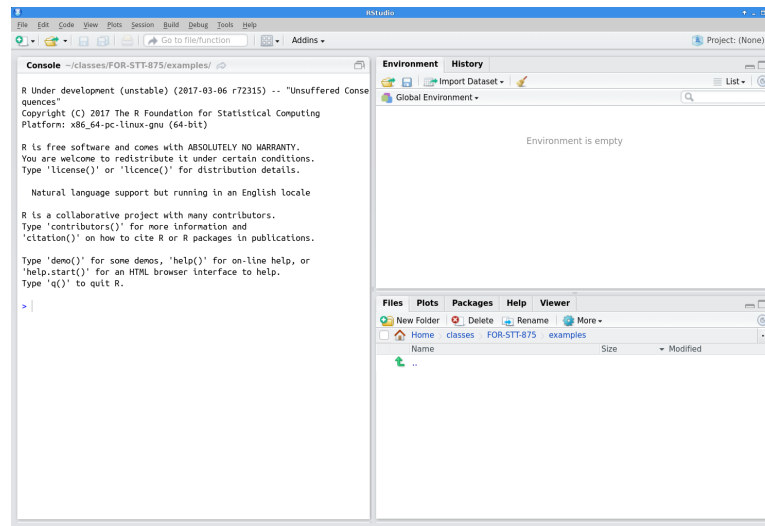 RStudio
File Edit Code View Plots Session Build Debug Tools Help
Go to file/function Addins Project: (None)
Console ~/classes/FOR-STT-875/examples/
R Under development (unstable) (2017-03-06 r72315) -- "Unsuffered Conse
quences"
Copyright (C) 2017 The R Foundation for Statistical Computing
Platform: x86_64-pc-linux-gnu (64-bit)
R is free software and comes with ABSOLUTELY NO WARRANTY.
You are welcome to redistribute it under certain conditions.
Type 'license()' or 'licence()' for distribution details.
Natural language support but running in an English locale
R is a collaborative project with many contributors.
Type 'contributors()' for more information and
'citation()' on how to cite R or R packages in publications.
Type 'demo()' for some demos, 'help()' for on-line help, or
'help.start()' for an HTML browser interface to help.
Type 'q()' to quit R.
>
Environment History
Import Dataset List
Global Environment
Environment is empty
Files Plots Packages Help Viewer
New Folder Delete Rename More
Home classes FOR-STT-875 examples
Name Size Modified
..